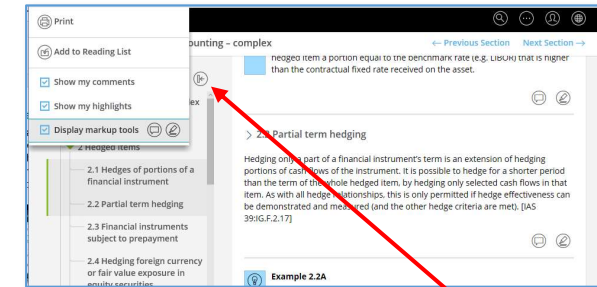 Print
Add to Reading List
Show my comments
Show my highlights
Display markup tools
ounting – complex
← Previous Section
Next Section →
ex
2 Hedged items
2.1 Hedges of portions of a
financial instrument
2.2 Partial term hedging
2.3 Financial instruments
subject to prepayment
2.4 Hedging foreign currency
or fair value exposure in
equity securities
hedged item a portion equal to the benchmark rate (e.g. LIBOR) that is higher
than the contractual fixed rate received on the asset.
> 2.2 Partial term hedging
Hedging only a part of a financial instrument's term is an extension of hedging
portions of cash flows of the instrument. It is possible to hedge for a shorter period
than the term of the whole hedged item, by hedging only selected cash flows in that
item. As with all hedge relationships, this is only permitted if hedge effectiveness can
be demonstrated and measured (and the other hedge criteria are met). [IAS
39:IG.F.2.17]
Example 2.2A